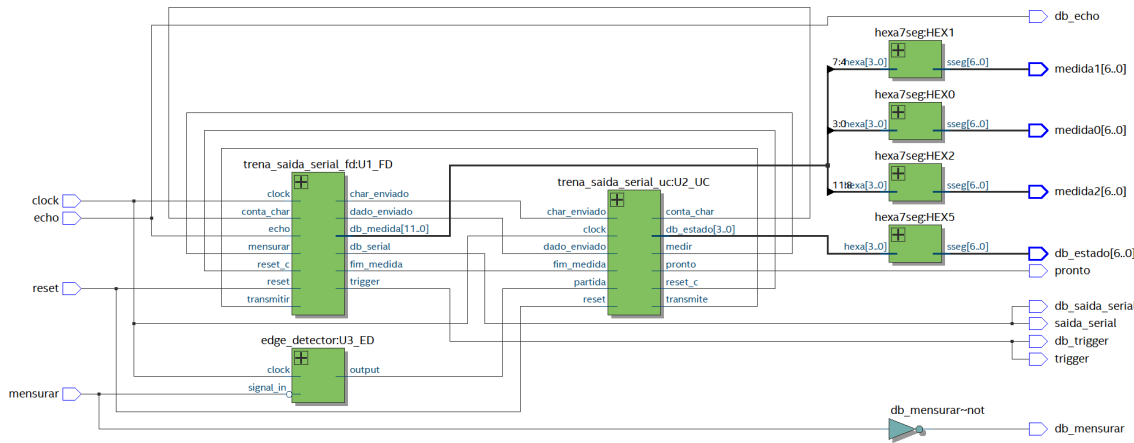 db_echo
hexa7seg:HEX1
7:4 hexa[3..0] sseg[6..0] medida1[6..0]
hexa7seg:HEX0
3:0 hexa[3..0] sseg[6..0] medida0[6..0]
hexa7seg:HEX2
11:8 hexa[3..0] sseg[6..0] medida2[6..0]
hexa7seg:HEX5
hexa[3..0] sseg[6..0] db_estado[6..0]
pronto
db_saida_serial
saida_serial
db_trigger
trigger
db_mensurar~not
db_mensurar
clock
echo
reset
mensurar
trena_saida_serial_fd:U1_FD
clock char_enviado
conta_char dado_enviado
echo db_medida[11..0]
mensurar db_serial
reset_c fim_medida
reset trigger
transmitir
trena_saida_serial_uc:U2_UC
char_enviado conta_char
clock db_estado[3..0]
dado_enviado medir
fim_medida pronto
partida reset_c
reset transmite
edge_detector:U3_ED
clock output
signal_in